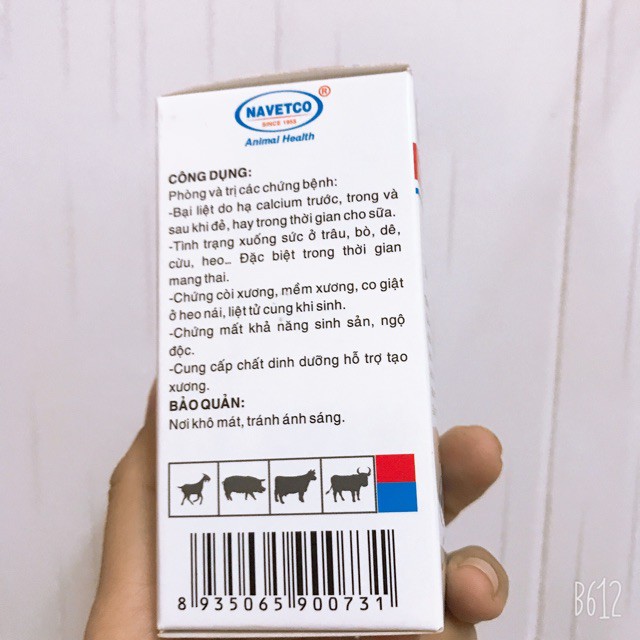 NAVETCO ®
SINCE 1955
Animal Health
CÔNG DỤNG:
Phòng và trị các chứng bệnh:
-Bại liệt do hạ calcium trước, trong và
sau khi đẻ, hay trong thời gian cho sữa.
-Tình trạng xuống sức ở trâu, bò, dê,
cừu, heo... Đặc biệt trong thời gian
mang thai.
-Chứng còi xương, mềm xương, co giật
ở heo nái, liệt tử cung khi sinh.
-Chứng mất khả năng sinh sản, ngộ
độc.
-Cung cấp chất dinh dưỡng hỗ trợ tạo
xương.
BẢO QUẢN:
Nơi khô mát, tránh ánh sáng.
8 935065 900731
B612